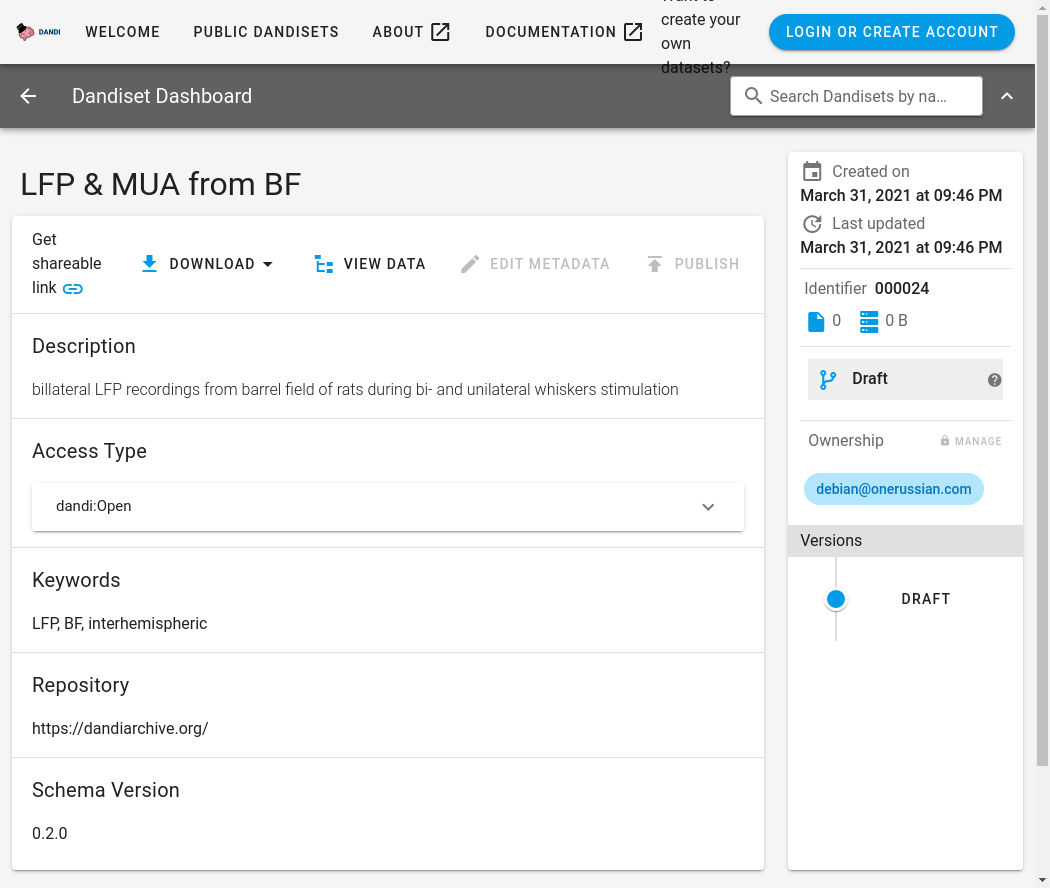 DANDI
WELCOME
PUBLIC DANDISETS
ABOUT
DOCUMENTATION
create your
own
datasets?
LOGIN OR CREATE ACCOUNT
Dandiset Dashboard
Search Dandisets by na…
LFP & MUA from BF
Get
shareable
link
DOWNLOAD
VIEW DATA
EDIT METADATA
PUBLISH
Description
billateral LFP recordings from barrel field of rats during bi- and unilateral whiskers stimulation
Access Type
dandi:Open
Keywords
LFP, BF, interhemispheric
Repository
https://dandiarchive.org/
Schema Version
0.2.0
Created on
March 31, 2021 at 09:46 PM
Last updated
March 31, 2021 at 09:46 PM
Identifier 000024
0
0 B
Draft
Ownership
MANAGE
debian@onerussian.com
Versions
DRAFT